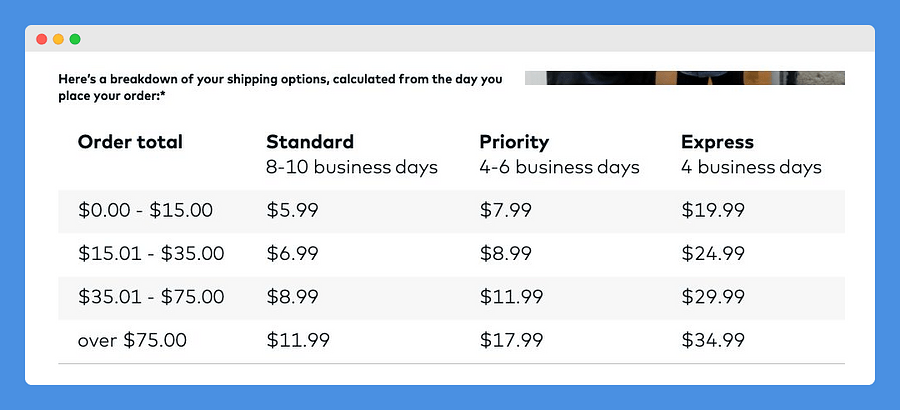 Here's a breakdown of your shipping options, calculated from the day you
place your order:*
Order total Standard Priority Express
8-10 business days 4-6 business days 4 business days
$0.00 - $15.00 $5.99 $7.99 $19.99
$15.01 - $35.00 $6.99 $8.99 $24.99
$35.01 - $75.00 $8.99 $11.99 $29.99
over $75.00 $11.99 $17.99 $34.99